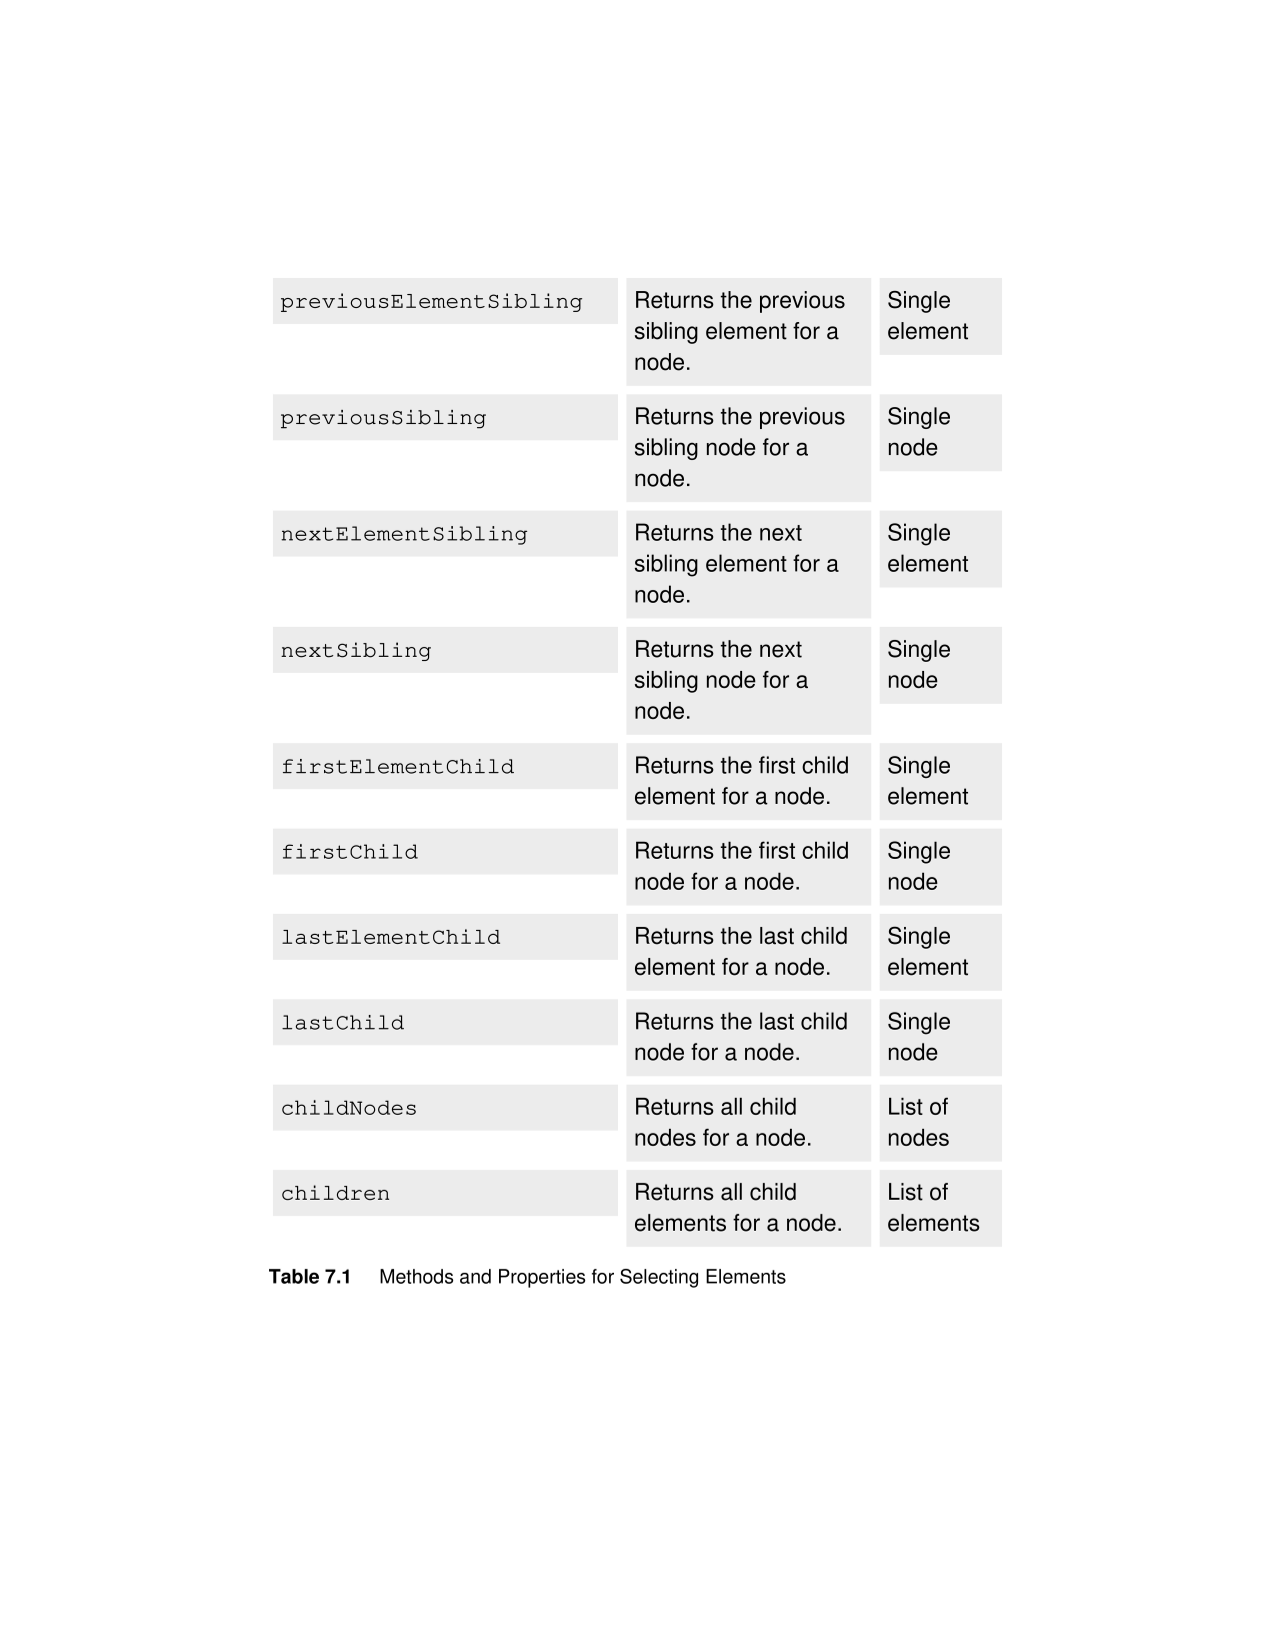 previousElementSibling
Returns the previous
sibling element for a
node.
Single
element
previousSibling
Returns the previous
sibling node for a
node.
Single
node
nextElementSibling
Returns the next
sibling element for a
node.
Single
element
nextSibling
Returns the next
sibling node for a
node.
Single
node
firstElementChild
Returns the first child
element for a node.
Single
element
firstChild
Returns the first child
node for a node.
Single
node
lastElementChild
Returns the last child
element for a node.
Single
element
lastChild
Returns the last child
node for a node.
Single
node
childNodes
Returns all child
nodes for a node.
List of
nodes
children
Returns all child
elements for a node.
List of
elements
Table 7.1 Methods and Properties for Selecting Elements